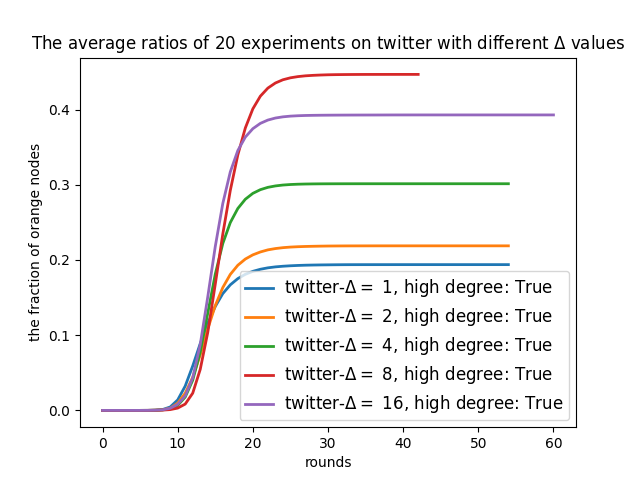 The average ratios of 20 experiments on twitter with different Δ values
0.4
0.3
0.2
0.1
0.0
the fraction of orange nodes
twitter-Δ = 1, high degree: True
twitter-Δ = 2, high degree: True
twitter-Δ = 4, high degree: True
twitter-Δ = 8, high degree: True
twitter-Δ = 16, high degree: True
0 10 20 30 40 50 60
rounds